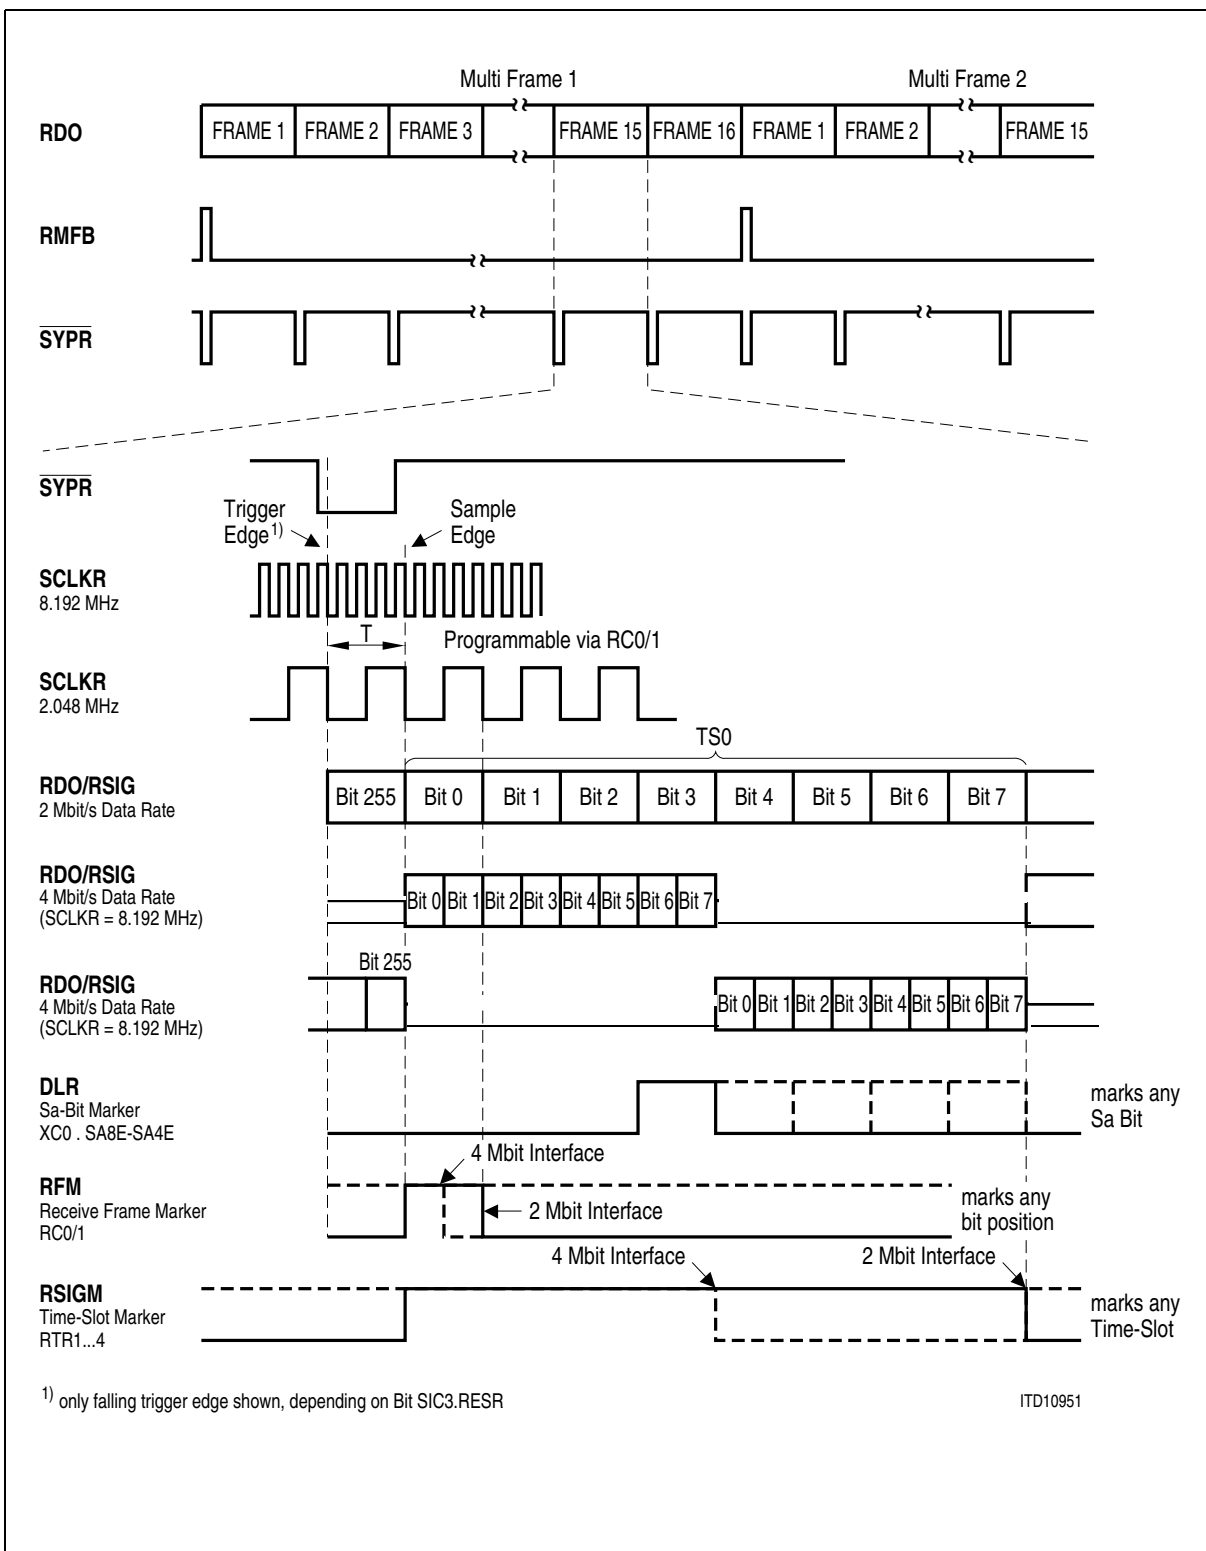 Multi Frame 1 Multi Frame 2
RDO FRAME 1 FRAME 2 FRAME 3 FRAME 15 FRAME 16 FRAME 1 FRAME 2 FRAME 15
RMFB
SYPR
SYPR
Trigger Edge 1)
Sample Edge
SCLKR
8.192 MHz
T
Programmable via RC0/1
SCLKR
2.048 MHz
TS0
RDO/RSIG
2 Mbit/s Data Rate
Bit 255 Bit 0 Bit 1 Bit 2 Bit 3 Bit 4 Bit 5 Bit 6 Bit 7
RDO/RSIG
4 Mbit/s Data Rate
(SCLKR = 8.192 MHz)
Bit 0 Bit 1 Bit 2 Bit 3 Bit 4 Bit 5 Bit 6 Bit 7
Bit 255
RDO/RSIG
4 Mbit/s Data Rate
(SCLKR = 8.192 MHz)
Bit 0 Bit 1 Bit 2 Bit 3 Bit 4 Bit 5 Bit 6 Bit 7
DLR
Sa-Bit Marker
XC0 . SA8E-SA4E
marks any
Sa Bit
4 Mbit Interface
RFM
Receive Frame Marker
RC0/1
2 Mbit Interface
marks any
bit position
4 Mbit Interface 2 Mbit Interface
RSIGM
Time-Slot Marker
RTR1...4
marks any
Time-Slot
1) only falling trigger edge shown, depending on Bit SIC3.RESR
ITD10951